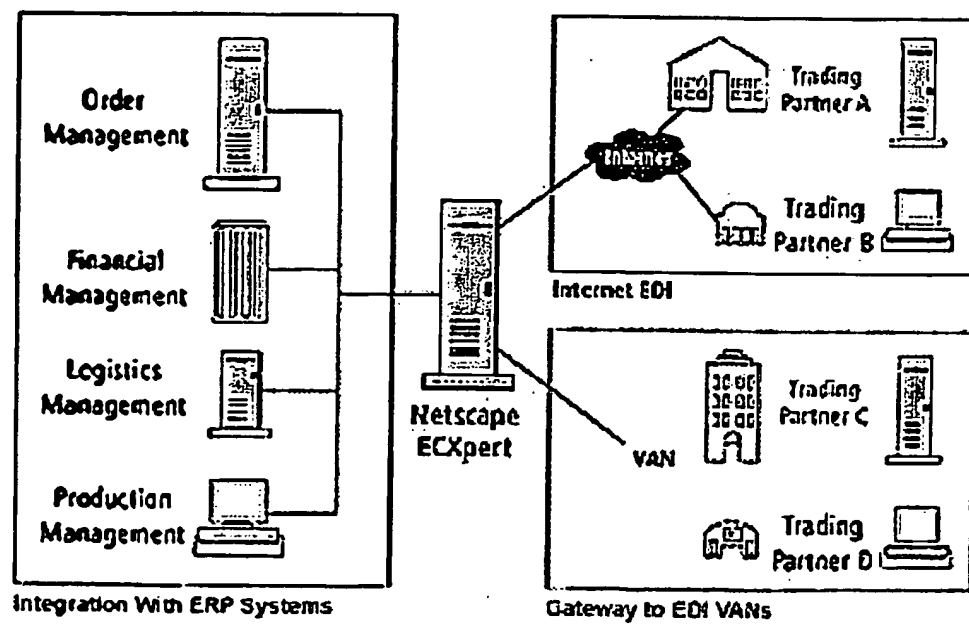 Order
Management
Financial
Management
Logistics
Management
Production
Management
Integration With ERP Systems
Netscape
ECXpert
Internet
Trading
Partner A
Trading
Partner B
Internet EDI
VAN
Trading
Partner C
Trading
Partner D
Gateway to EDI VANs